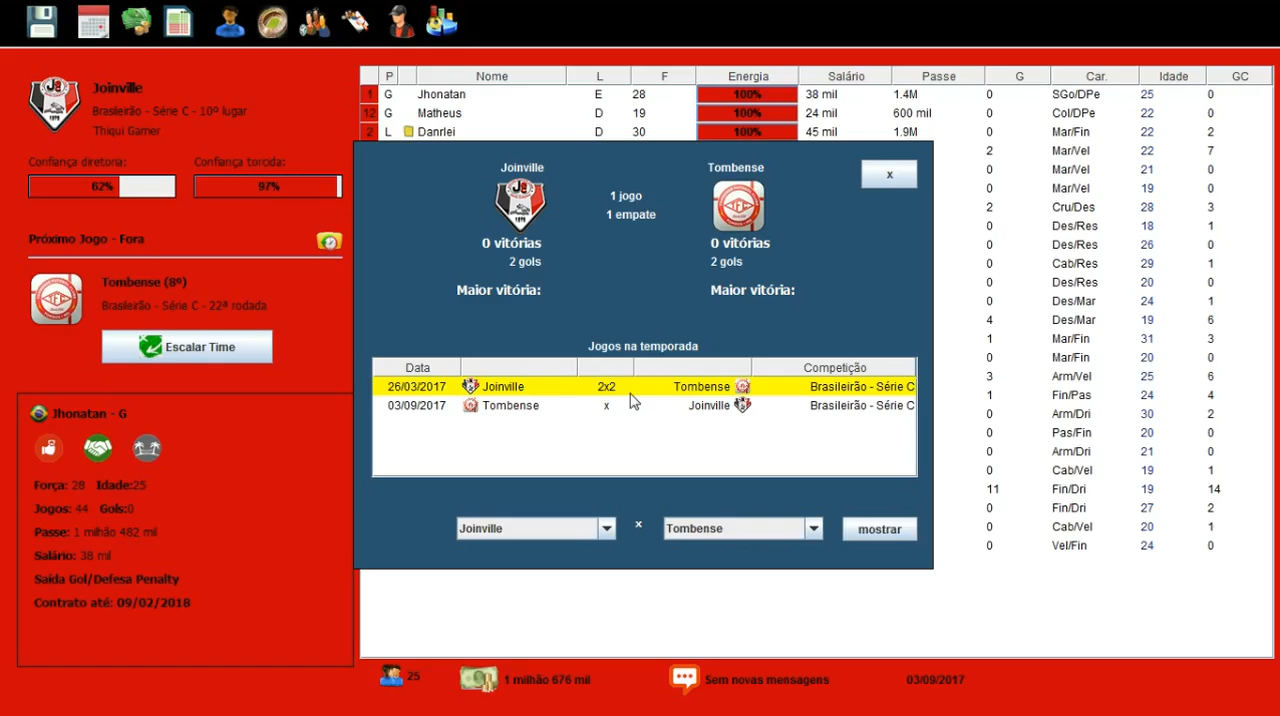 Joinville
Brasileirão - Série C - 10º lugar
Thiqui Gamer
Confiança diretoria:
Confiança torcida:
62%
97%
Próximo Jogo - Fora
Tombense (8º)
Brasileirão - Série C - 22ª rodada
Escalar Time
Jhonatan - G
Força: 28 Idade:25
Jogos: 44 Gols:0
Passe: 1 milhão 482 mil
Salário: 38 mil
Saída Gol/Defesa Penalty
Contrato até: 09/02/2018
P Nome L F Energia Salário Passe G Car. Idade GC
1 G Jhonatan E 28 100% 38 mil 1.4M 0 SGo/DPe 25 0
12 G Matheus D 19 100% 24 mil 600 mil 0 Col/DPe 22 0
2 L Danrlei D 30 100% 45 mil 1.9M 0 Mar/Fin 22 2
2 Mar/Vel 22 7
0 Mar/Vel 21 0
0 Mar/Vel 19 0
2 Cru/Des 28 3
0 Des/Res 18 1
0 Des/Res 26 0
0 Cab/Res 29 1
0 Des/Res 20 0
0 Des/Mar 24 1
4 Des/Mar 19 6
1 Mar/Fin 31 3
0 Mar/Fin 20 0
3 Arm/Vel 25 6
1 Fin/Pas 24 4
0 Arm/Dri 30 2
0 Pas/Fin 20 0
0 Arm/Dri 21 0
0 Cab/Vel 19 1
11 Fin/Dri 19 14
0 Fin/Dri 27 2
0 Cab/Vel 20 1
0 Vel/Fin 24 0
Joinville
Tombense
x
1 jogo
1 empate
0 vitórias
0 vitórias
2 gols
2 gols
Maior vitória:
Maior vitória:
Jogos na temporada
Data Competição
26/03/2017 Joinville 2x2 Tombense Brasileirão - Série C
03/09/2017 Tombense x Joinville Brasileirão - Série C
Joinville x Tombense mostrar
25
1 milhão 676 mil
Sem novas mensagens
03/09/2017